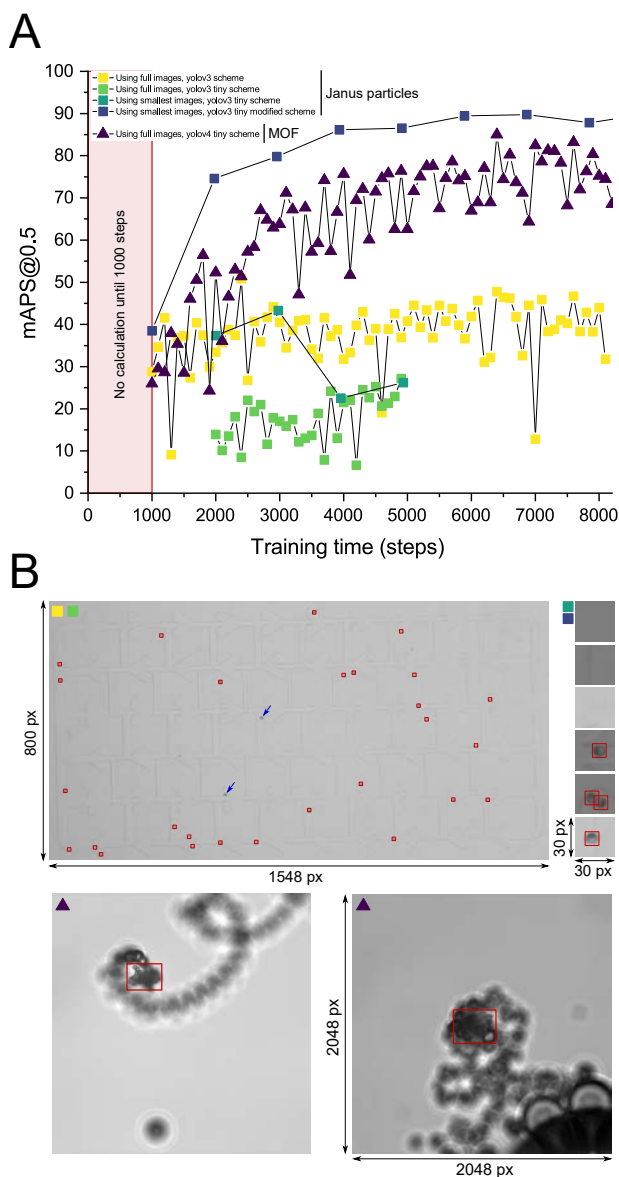 A
100
90
80
70
60
50
40
30
20
10
0
mAPS@0.5
Using full images, yolov3 scheme
Using full images, yolov3 tiny scheme
Using smallest images, yolov3 tiny scheme
Using smallest images, yolov3 tiny modified scheme
Janus particles
Using full images, yolov4 tiny scheme
MOF
No calculation until 1000 steps
0 1000 2000 3000 4000 5000 6000 7000 8000
Training time (steps)
B
800 px
1548 px
30 px
30 px
2048 px
2048 px